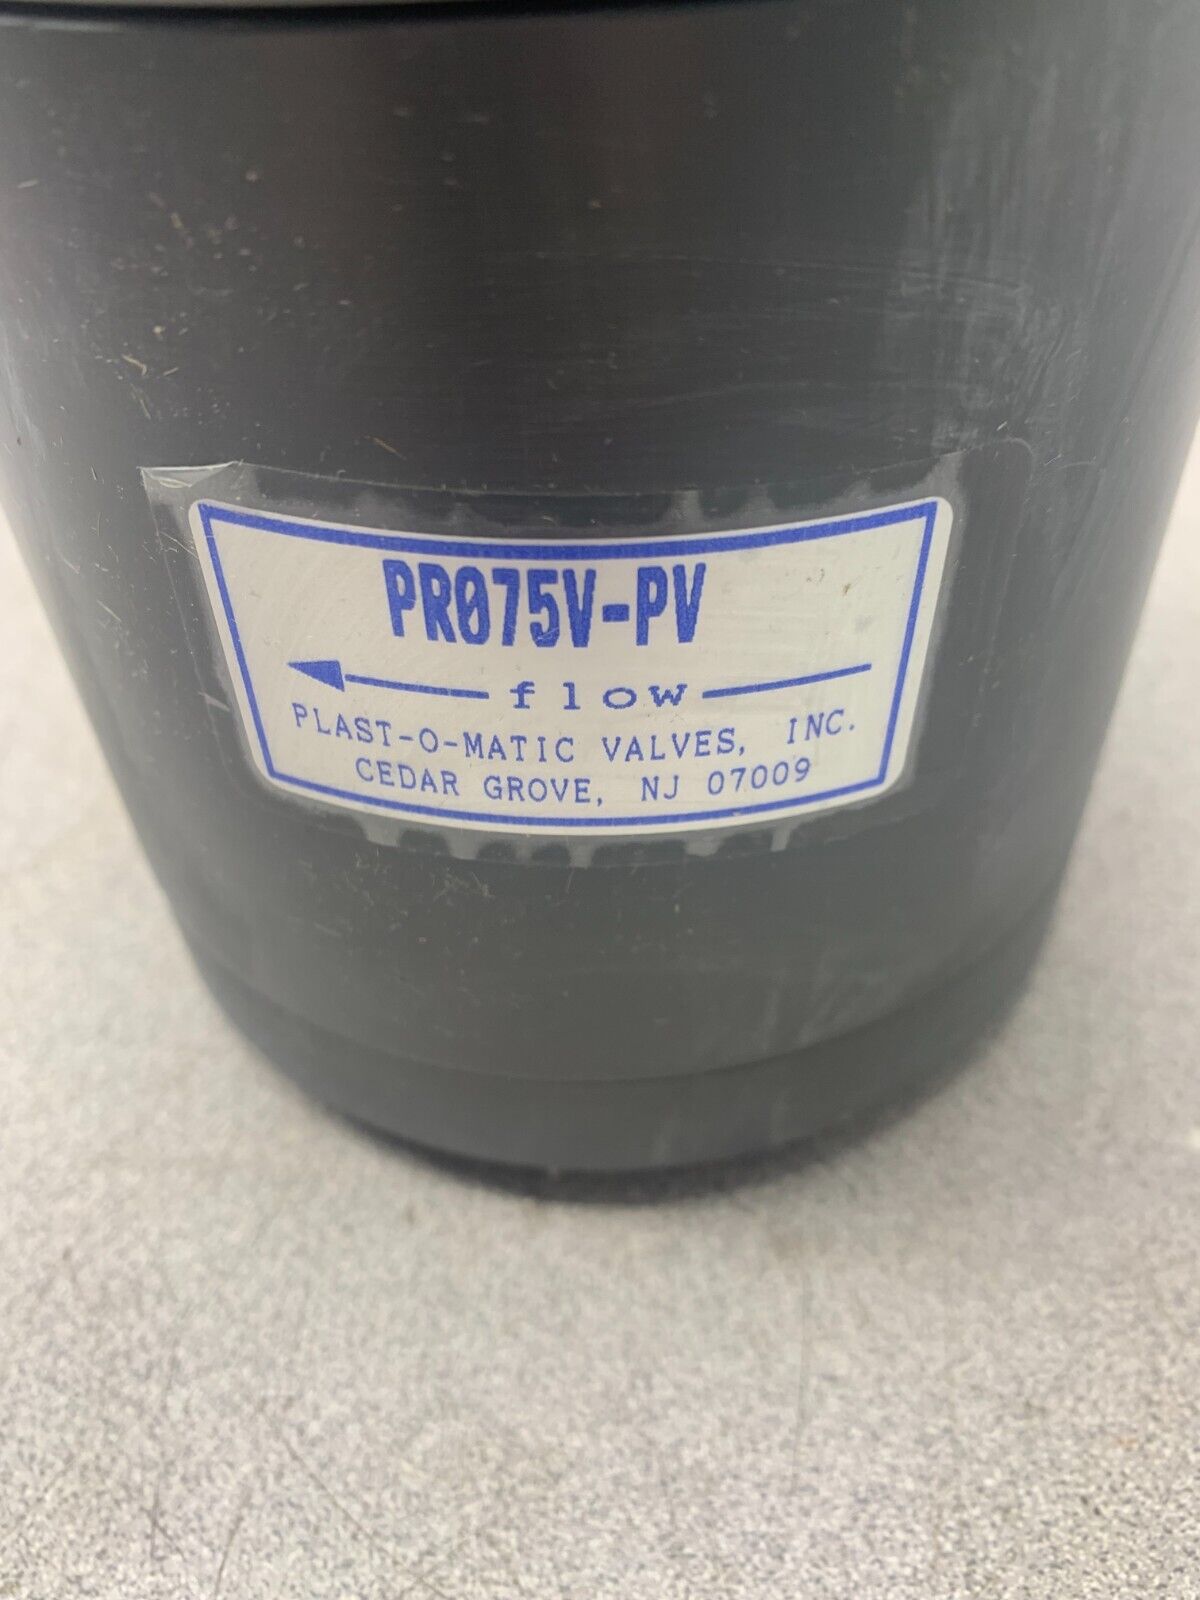 PR075V-PV
flow
PLAST-O-MATIC VALVES, INC.
CEDAR GROVE, NJ 07009